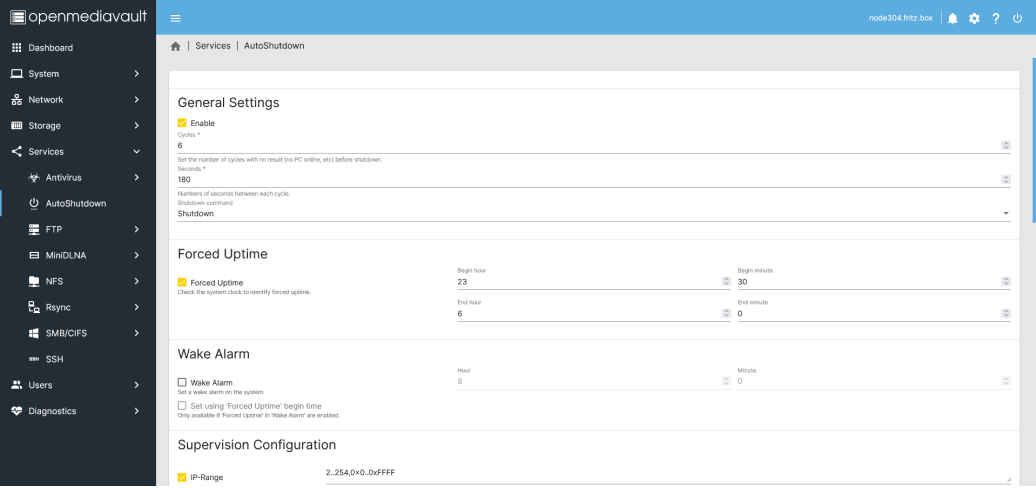 openmediavault
node304.fritz.box
?
Dashboard
System
Network
Storage
Services
Antivirus
AutoShutdown
FTP
MiniDLNA
NFS
Rsync
SMB/CIFS
SSH SSH
Users
Diagnostics
| Services | AutoShutdown
General Settings
Enable
Cycles *
6
Set the number of cycles with no result (no PC online, etc) before shutdown.
Seconds *
180
Numbers of seconds between each cycle.
Shutdown command
Shutdown
Forced Uptime
Forced Uptime
Check the system clock to identify forced uptime.
Begin hour
23
Begin minute
30
End hour
6
End minute
0
Wake Alarm
Wake Alarm
Set a wake alarm on the system.
Hour
8
Minute
0
Set using 'Forced Uptime' begin time
Only available if 'Forced Uptime' in 'Wake Alarm' are enabled.
Supervision Configuration
IP-Range
2..254,0x0..0xFFFF